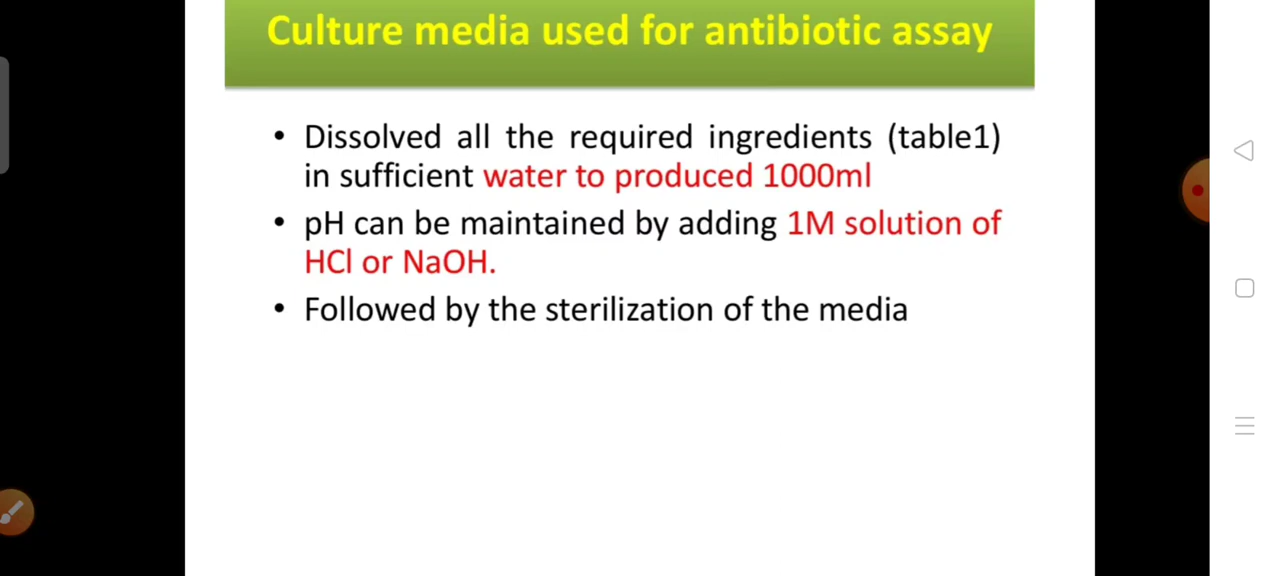 Culture media used for antibiotic assay
• Dissolved all the required ingredients (table1)
in sufficient water to produced 1000ml
• pH can be maintained by adding 1M solution of
HCl or NaOH.
• Followed by the sterilization of the media